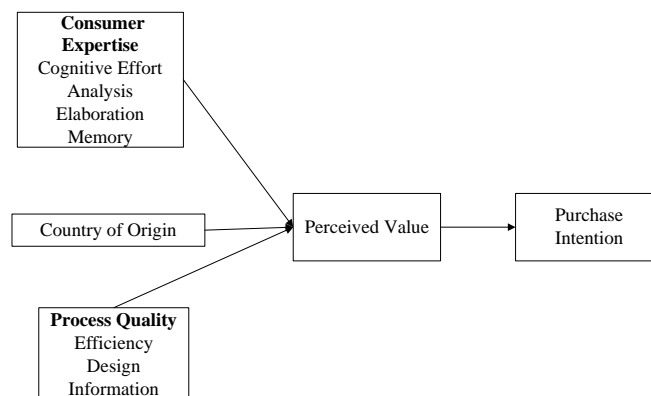 Consumer
Expertise
Cognitive Effort
Analysis
Elaboration
Memory
Country of Origin
Perceived Value
Purchase
Intention
Process Quality
Efficiency
Design
Information